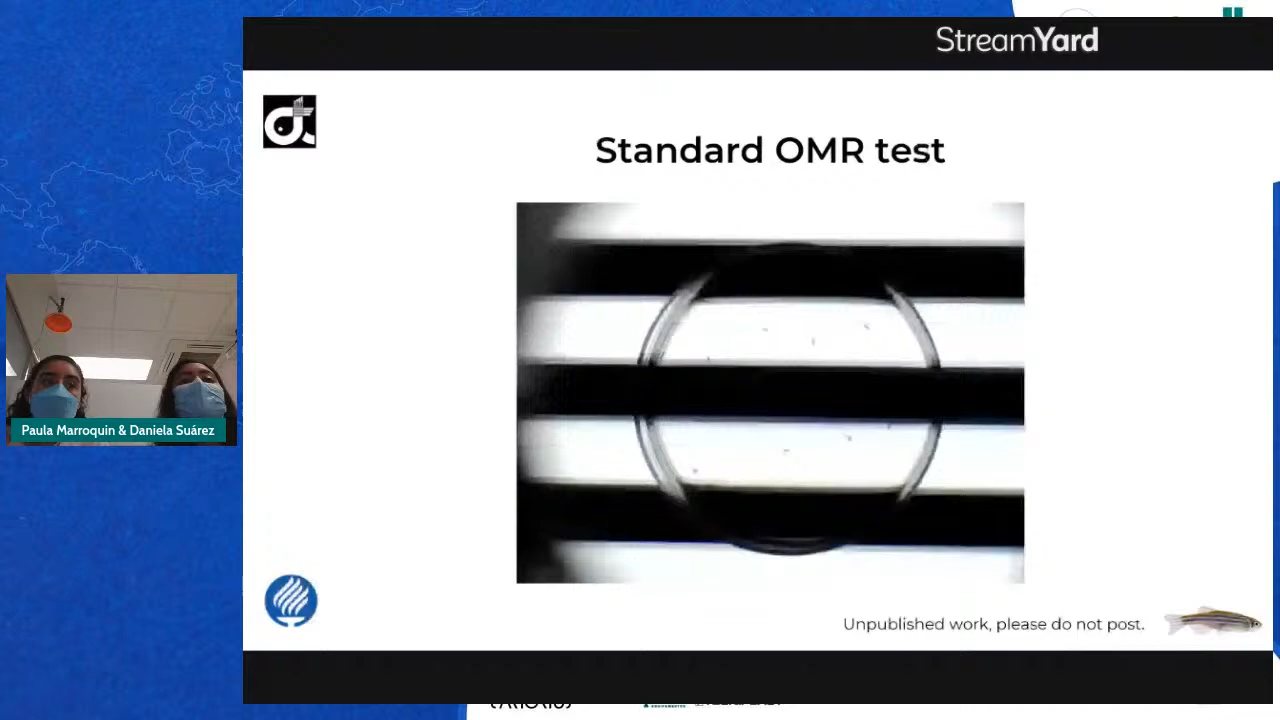 StreamYard
Standard OMR test
Paula Marroquin & Daniela Suárez
Unpublished work, please do not post.